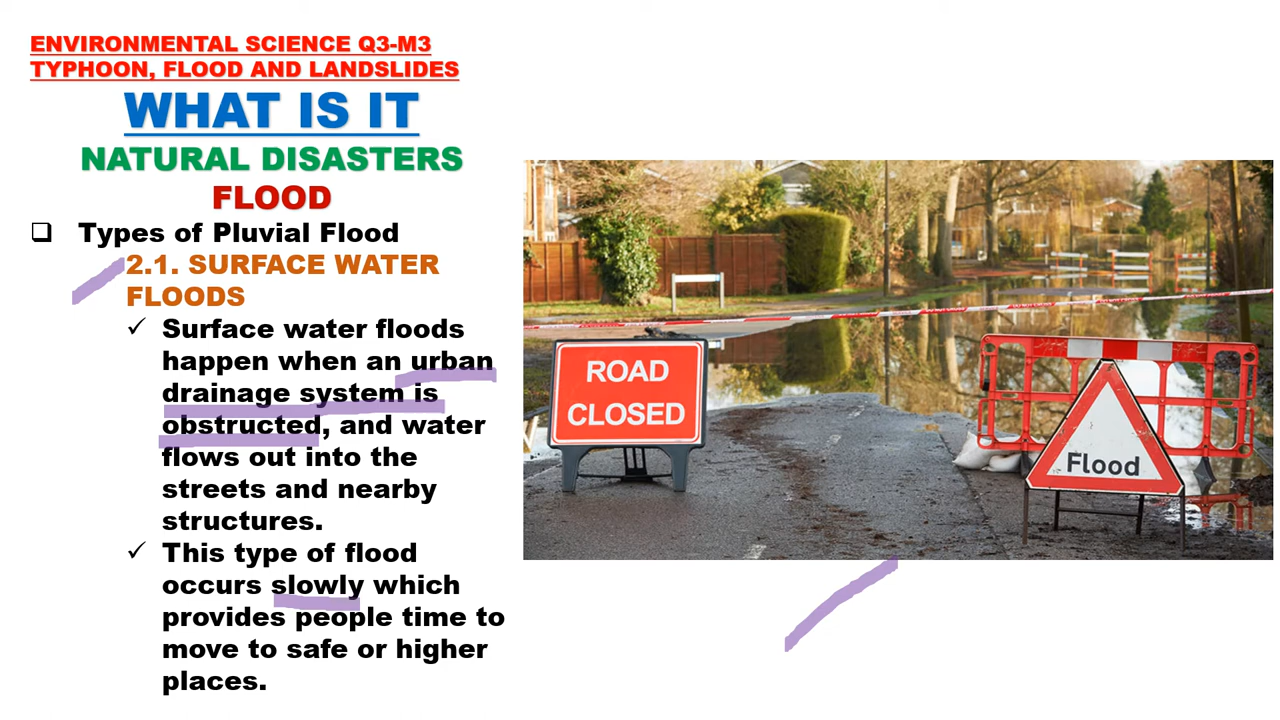 ENVIRONMENTAL SCIENCE Q3-M3
TYPHOON, FLOOD AND LANDSLIDES
WHAT IS IT
NATURAL DISASTERS
FLOOD
Types of Pluvial Flood
2.1. SURFACE WATER
FLOODS
Surface water floods
happen when an urban
drainage system is
obstructed, and water
flows out into the
streets and nearby
structures.
This type of flood
occurs slowly which
provides people time to
move to safe or higher
places.
ROAD
CLOSED
Flood